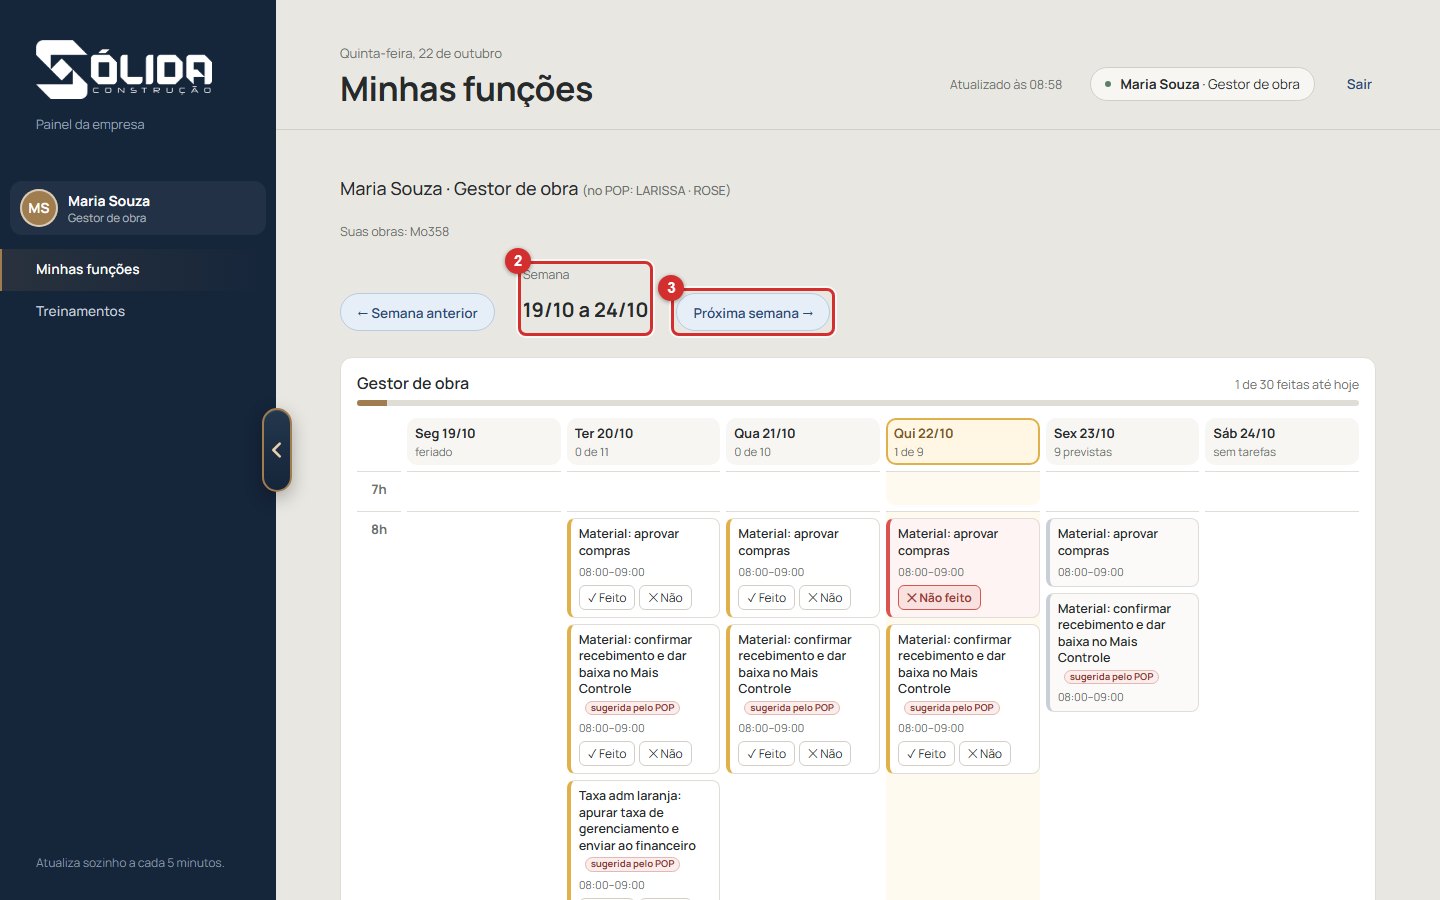 SÓLIDA
CONSTRUÇÃO
Painel da empresa
MS
Maria Souza
Gestor de obra
Minhas funções
Treinamentos
Atualiza sozinho a cada 5 minutos.
Quinta-feira, 22 de outubro
Minhas funções
Atualizado às 08:58
Maria Souza · Gestor de obra
Sair
Maria Souza · Gestor de obra (no POP: LARISSA · ROSE)
Suas obras: Mo358
← Semana anterior
2
Semana
19/10 a 24/10
3
Próxima semana →
Gestor de obra
1 de 30 feitas até hoje
Seg 19/10
feriado
Ter 20/10
0 de 11
Qua 21/10
0 de 10
Qui 22/10
1 de 9
Sex 23/10
9 previstas
Sáb 24/10
sem tarefas
7h
8h
Material: aprovar
compras
08:00–09:00
✓ Feito
✕ Não
Material: confirmar
recebimento e dar
baixa no Mais
Controle
sugerida pelo POP
08:00–09:00
✓ Feito
✕ Não
Taxa adm laranja:
apurar taxa de
gerenciamento e
enviar ao financeiro
sugerida pelo POP
08:00–09:00
Material: aprovar
compras
08:00–09:00
✓ Feito
✕ Não
Material: confirmar
recebimento e dar
baixa no Mais
Controle
sugerida pelo POP
08:00–09:00
✓ Feito
✕ Não
Material: aprovar
compras
08:00–09:00
✕ Não feito
Material: confirmar
recebimento e dar
baixa no Mais
Controle
sugerida pelo POP
08:00–09:00
✓ Feito
✕ Não
Material: aprovar
compras
08:00–09:00
Material: confirmar
recebimento e dar
baixa no Mais
Controle
sugerida pelo POP
08:00–09:00